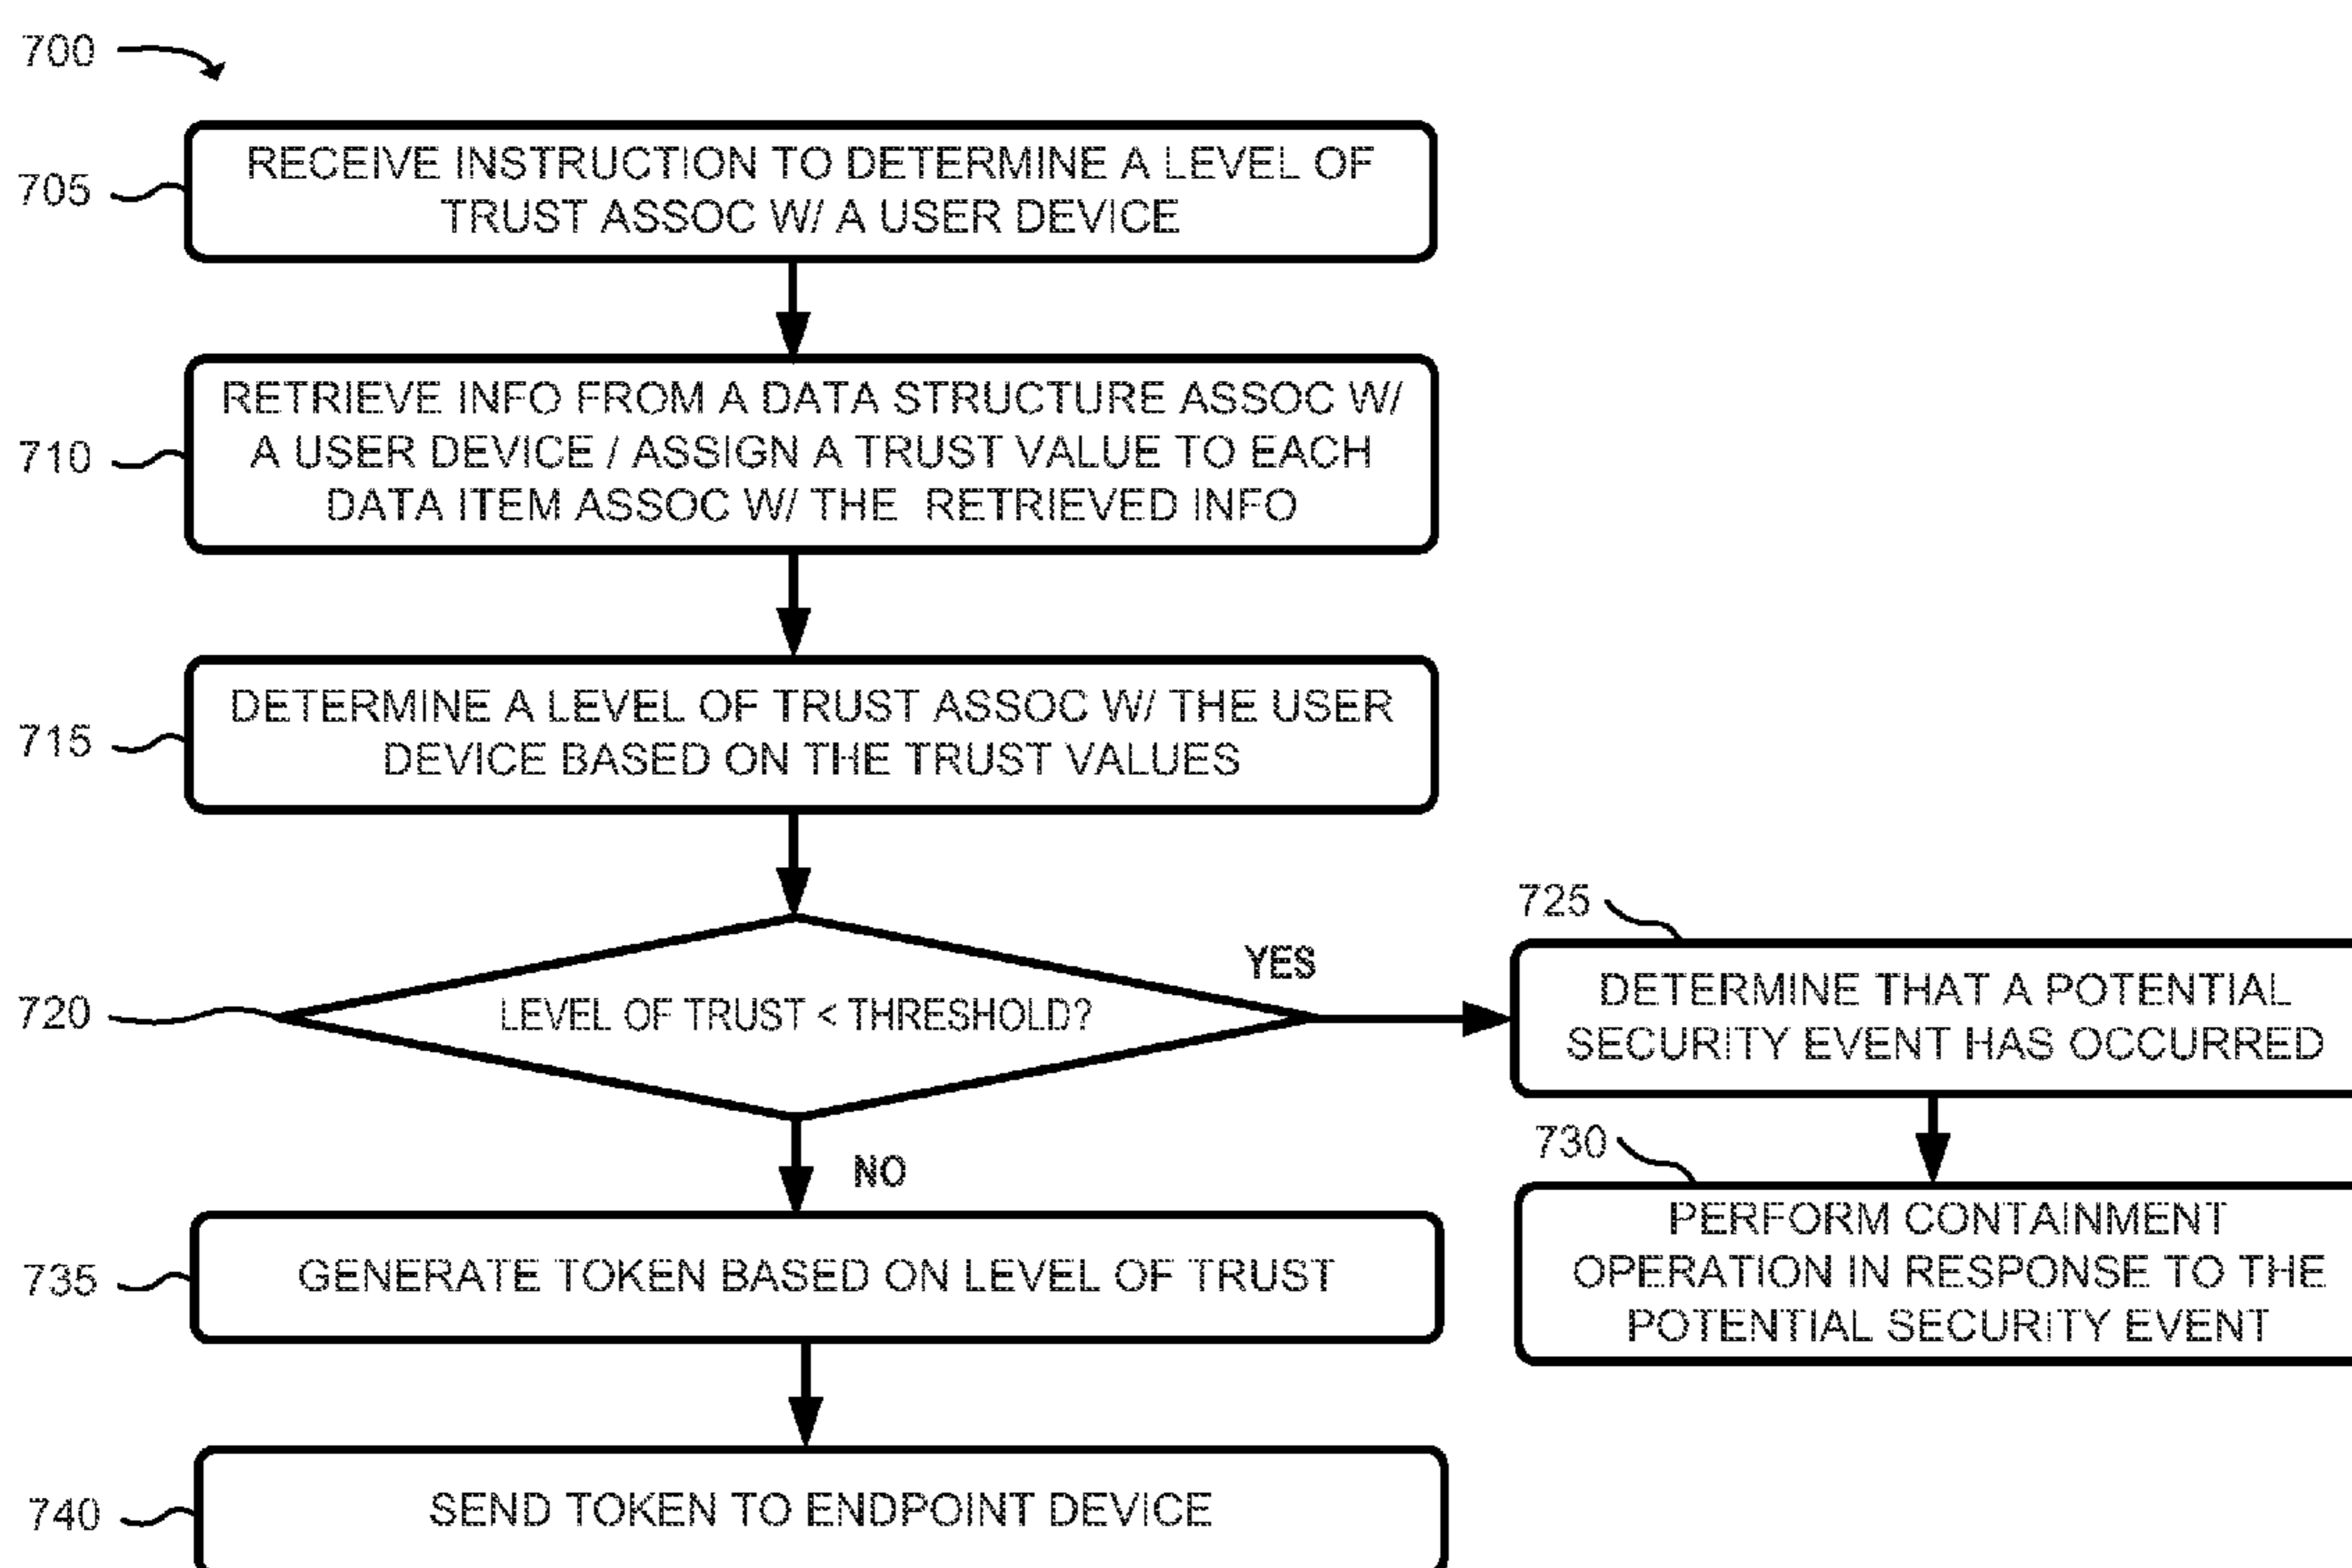 700
705
RECEIVE INSTRUCTION TO DETERMINE A LEVEL OF
TRUST ASSOC W/ A USER DEVICE
710
RETRIEVE INFO FROM A DATA STRUCTURE ASSOC W/
A USER DEVICE / ASSIGN A TRUST VALUE TO EACH
DATA ITEM ASSOC W/ THE RETRIEVED INFO
715
DETERMINE A LEVEL OF TRUST ASSOC W/ THE USER
DEVICE BASED ON THE TRUST VALUES
720
LEVEL OF TRUST < THRESHOLD?
YES
725
DETERMINE THAT A POTENTIAL
SECURITY EVENT HAS OCCURRED
730
PERFORM CONTAINMENT
OPERATION IN RESPONSE TO THE
POTENTIAL SECURITY EVENT
NO
735
GENERATE TOKEN BASED ON LEVEL OF TRUST
740
SEND TOKEN TO ENDPOINT DEVICE